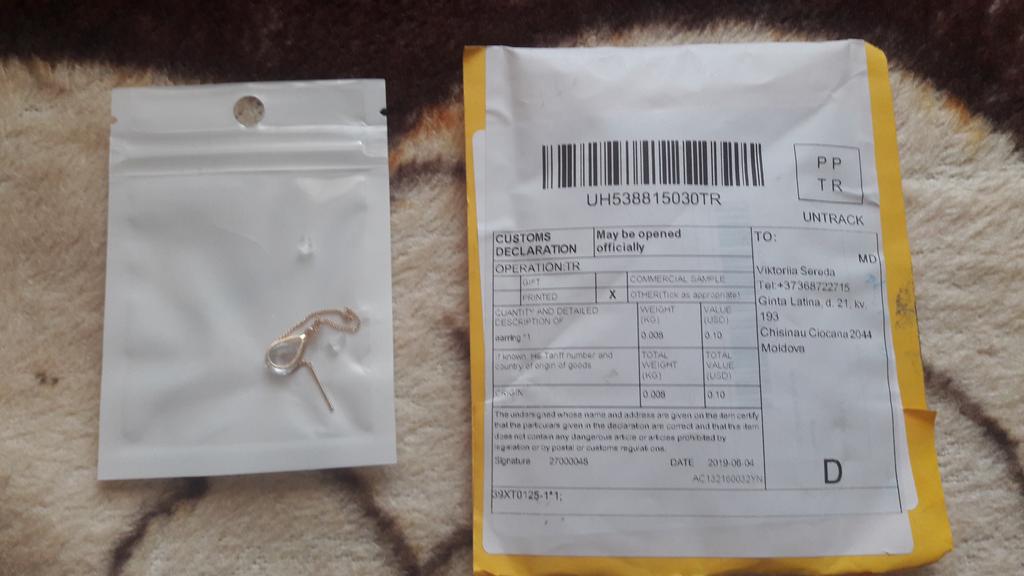 UH538815030TR
PP
TR
UNTRACK
CUSTOMS
DECLARATION
May be opened
officially
OPERATION:TR
GIFT
COMMERCIAL SAMPLE
PRINTED
X
OTHER(Tick as appropriate)
QUANTITY AND DETAILED
DESCRIPTION OF
WEIGHT
(KG)
VALUE
(USD)
earring *1
0.008
0.10
If known, Hs Tariff number and
country of origin of goods
TOTAL
WEIGHT
(KG)
TOTAL
VALUE
(USD)
ORIGIN
0.008
0.10
The undersigned whose name and address are given on the item certify
that the particulars given in the declaration are correct and that this item
does not contain any dangerous article or articles prohibited by
legislation or by postal or customs regulations.
Signature 27000048 DATE 2019-06-04
AC132160032YN
39XT0125-1*1;
TO:
MD
Viktoriia Sereda
Tel:+37368722715
Ginta Latina, d. 21, kv.
193
Chisinau Ciocana 2044
Moldova
D